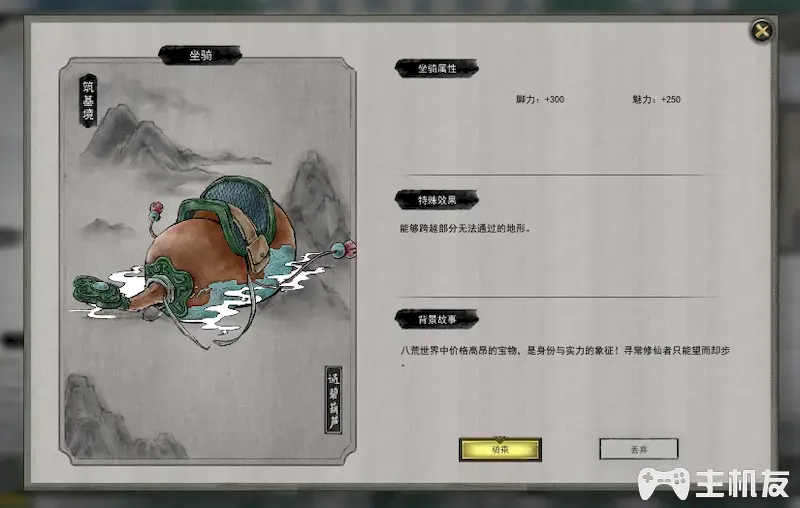 坐骑
筑基境
坐骑属性
脚力：+300
魅力：+250
特殊效果
能够跨越部分无法通过的地形。
背景故事
八荒世界中价格高昂的宝物，是身份与实力的象征！寻常修仙者只能望而却步
。
碧葫芦
骑乘
丢弃
主机友